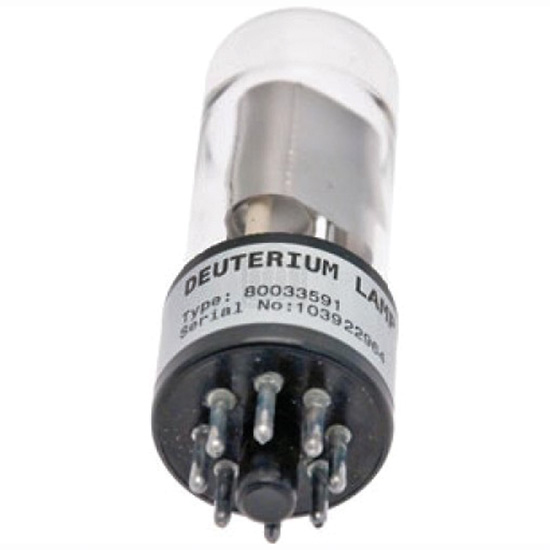 DEUTERIUM LAMP
Type: 80033591
Serial No:103922964